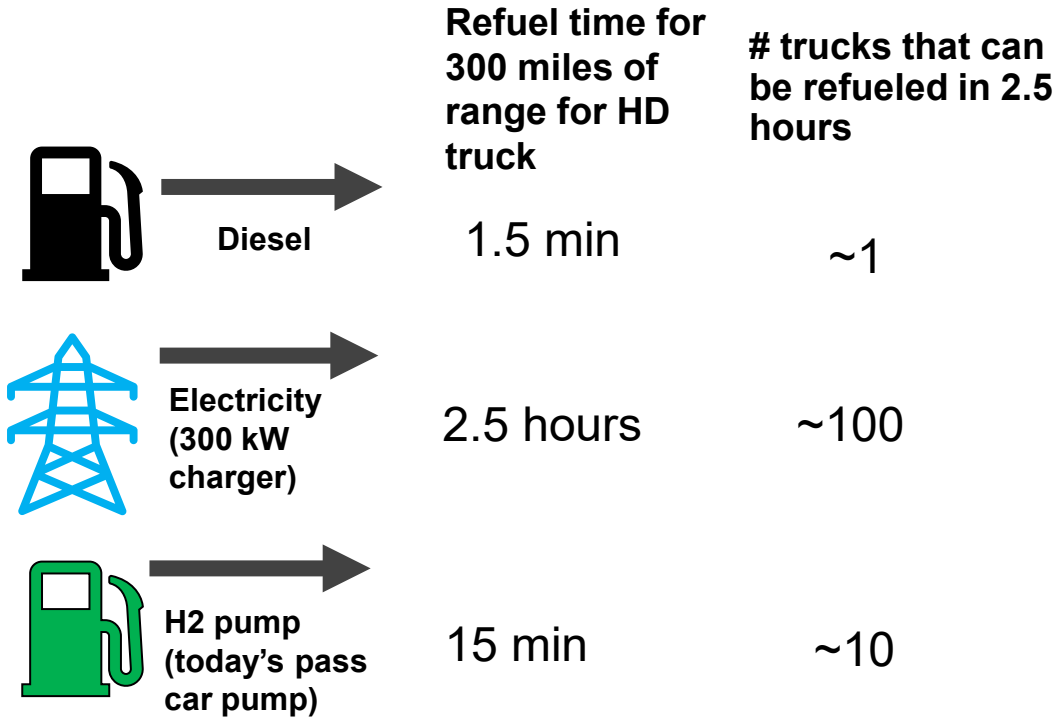 Refuel time for
300 miles of
range for HD
truck
# trucks that can
be refueled in 2.5
hours
Diesel
1.5 min
~1
Electricity
(300 kW
charger)
2.5 hours
~100
H2 pump
(today's pass
car pump)
15 min
~10